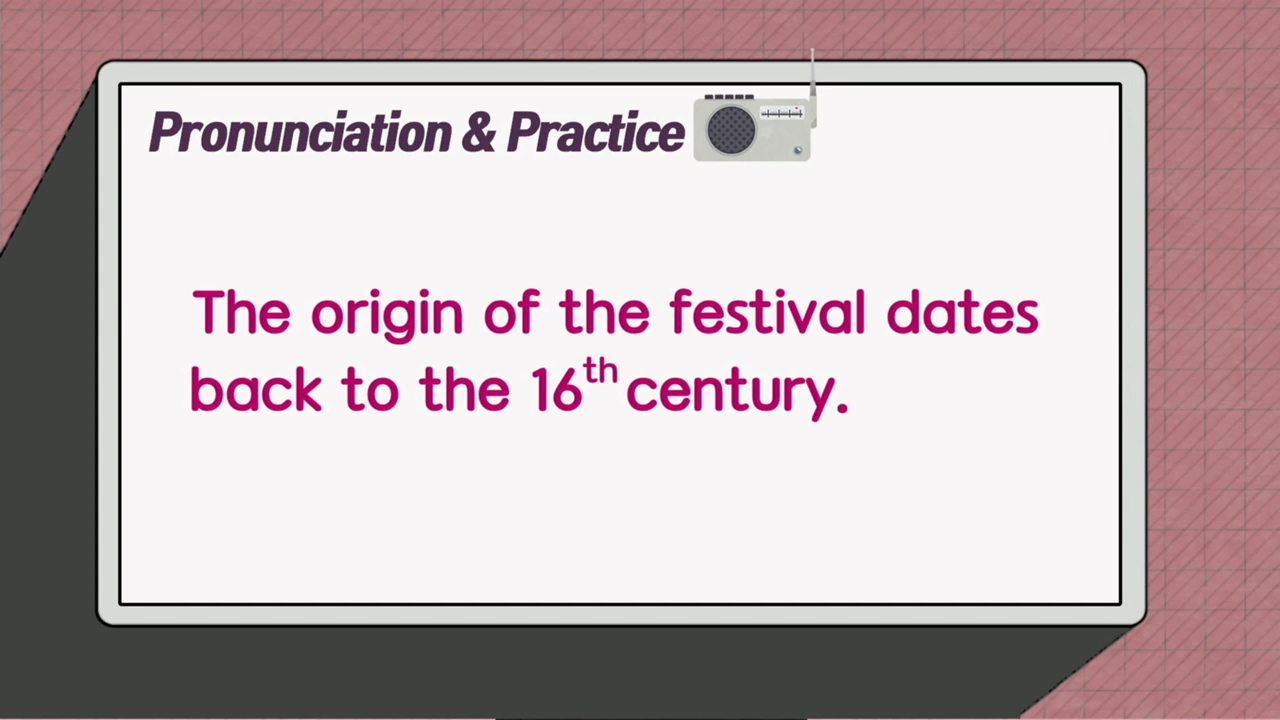 Pronunciation & Practice
The origin of the festival dates
back to the 16th century.